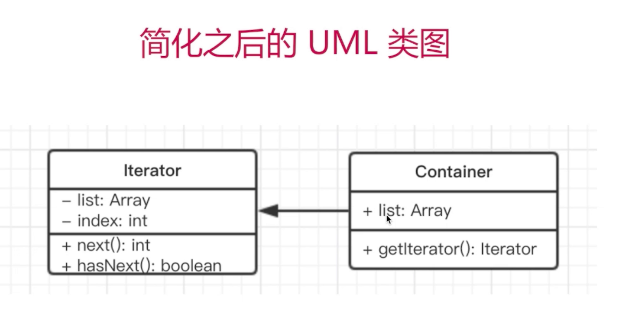 简化之后的 UML 类图
Iterator
– list: Array
– index: int
+ next(): int
+ hasNext(): boolean
Container
+ list: Array
+ getIterator(): Iterator